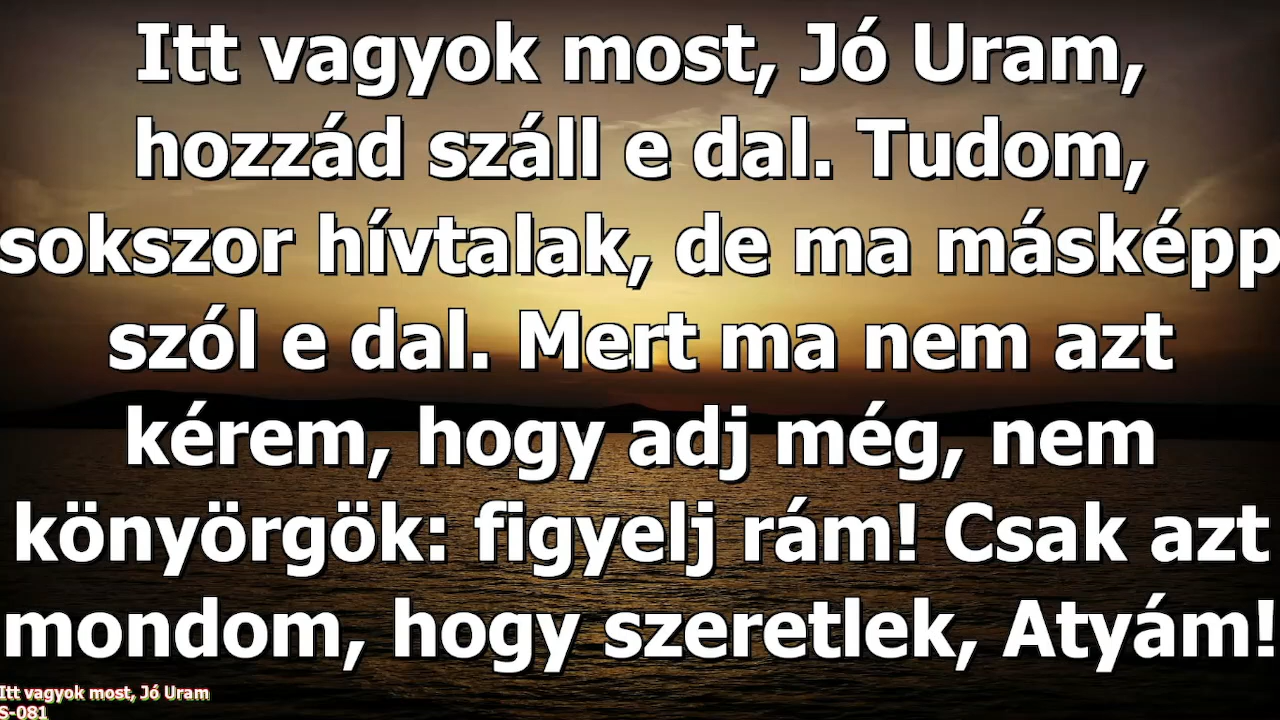 Itt vagyok most, Jó Uram,
hozzád száll e dal. Tudom,
sokszor hívtalak, de ma másképp
szól e dal. Mert ma nem azt
kérem, hogy adj még, nem
könyörgök: figyelj rám! Csak azt
mondom, hogy szeretlek, Atyám!
Itt vagyok most, Jó Uram
S-081